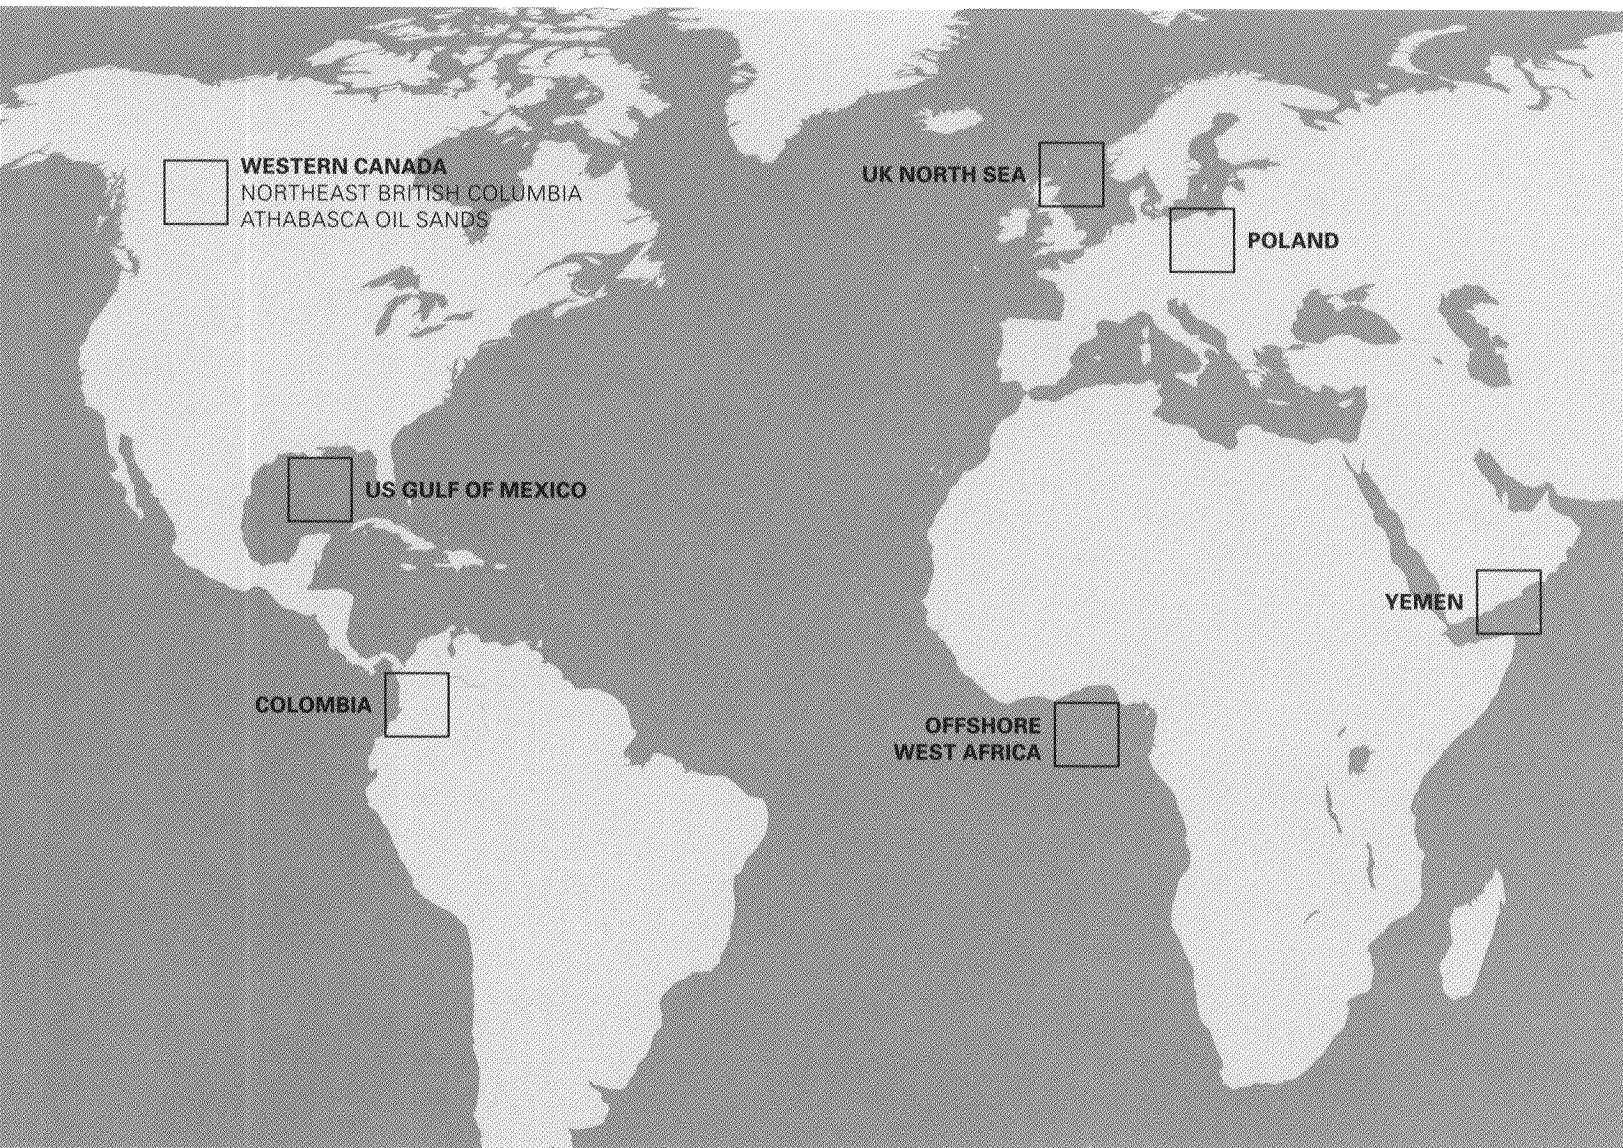 WESTERN CANADA
NORTHEAST BRITISH COLUMBIA
ATHABASCA OIL SANDS
UK NORTH SEA
POLAND
US GULF OF MEXICO
YEMEN
COLOMBIA
OFFSHORE
WEST AFRICA